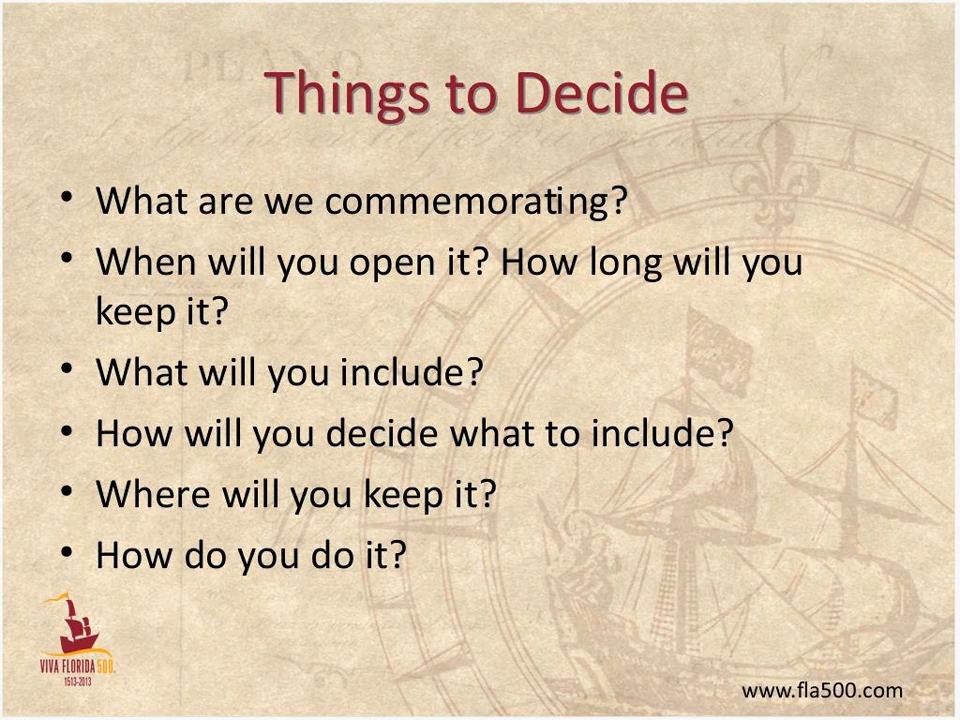 PLANO
Things to Decide
• What are we commemorating?
• When will you open it? How long will you
keep it?
• What will you include?
• How will you decide what to include?
• Where will you keep it?
• How do you do it?
VIVA FLORIDA 500.
1513-2013
www.fla500.com